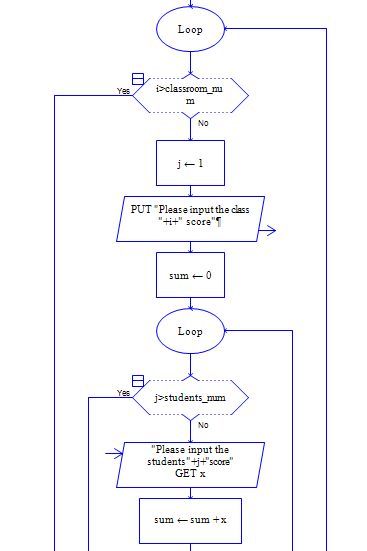 Loop
i>classroom_nu
m
Yes
No
j ← 1
PUT "Please input the class
"+i+" score"¶
sum ← 0
Loop
j>students_num
Yes
No
"Please input the
students"+j+"score"
GET x
sum ← sum +x